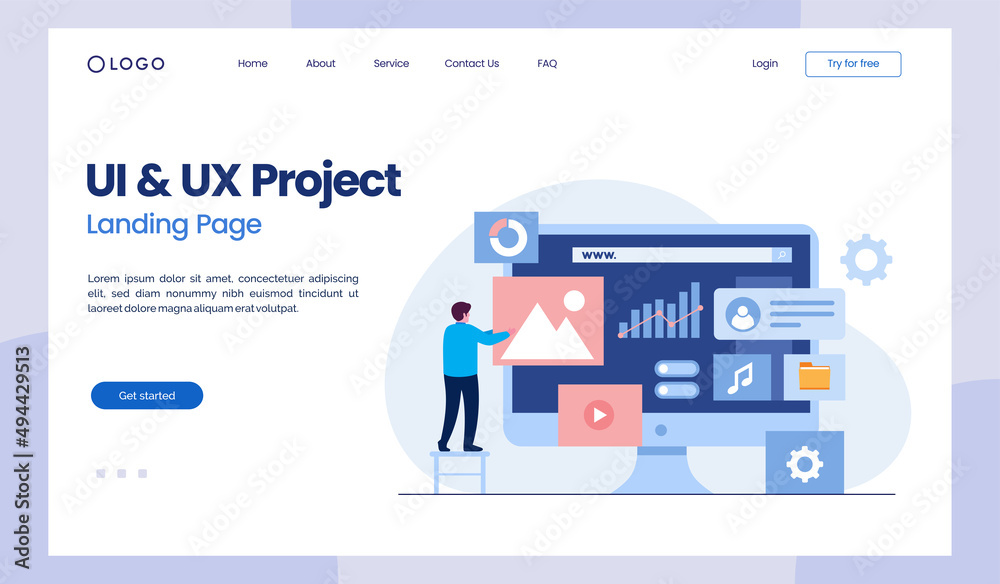 LOGO
Home About Service Contact Us FAQ Login Try for free
UI & UX Project
Landing Page
Lorem ipsum dolor sit amet, consectetuer adipiscing
elit, sed diam nonummy nibh euismod tincidunt ut
laoreet dolore magna aliquam erat volutpat.
Get started
www.
Adobe Stock | #494429513